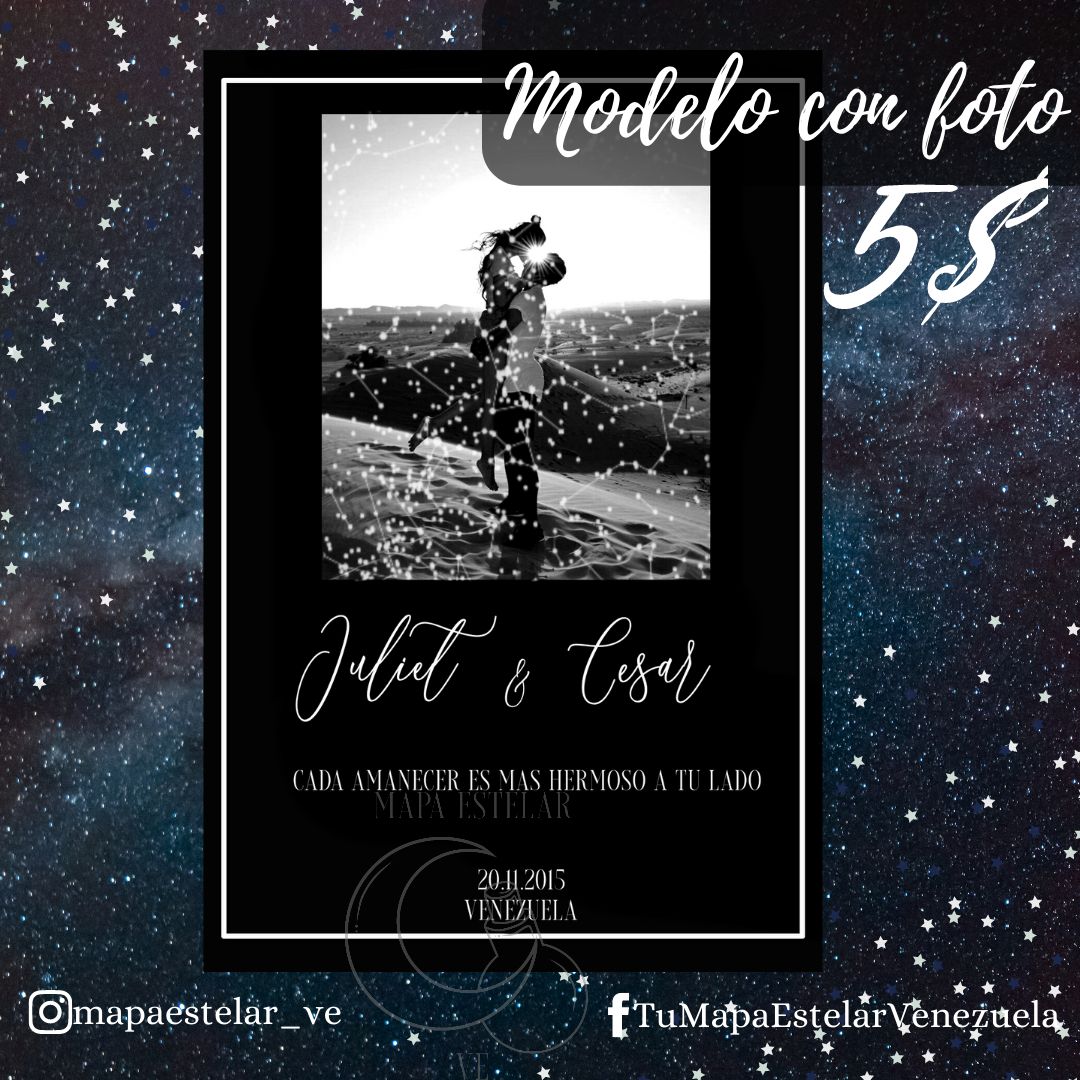 Modelo con foto
5$
Juliet & Cesar
CADA AMANECER ES MAS HERMOSO A TU LADO
MAPA ESTELAR
20.11.2015
VENEZUELA
mapaestelar_ve
TuMapaEstelarVenezuela
VE